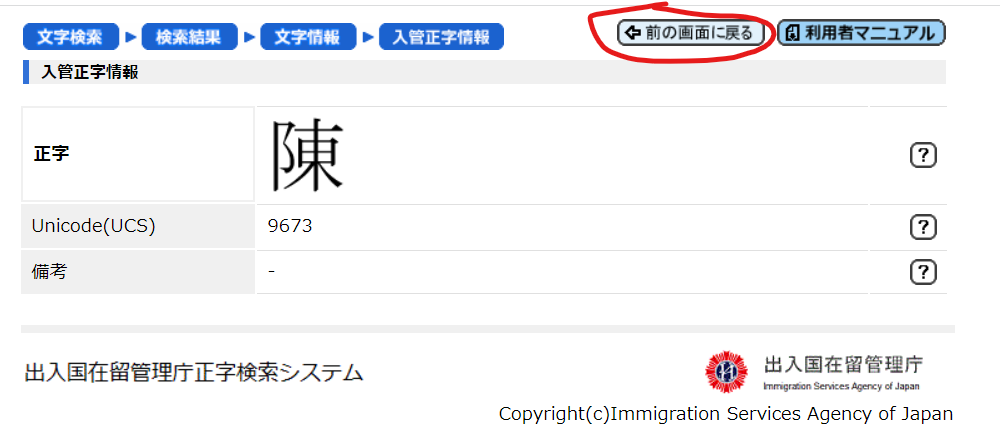 文字検索 検索結果 文字情報 入管正字情報 前の画面に戻る 利用者マニュアル
入管正字情報
正字 陳 ?
Unicode(UCS) 9673 ?
備考 - ?
出入国在留管理庁正字検索システム
出入国在留管理庁
Immigration Services Agency of Japan
Copyright(c)Immigration Services Agency of Japan